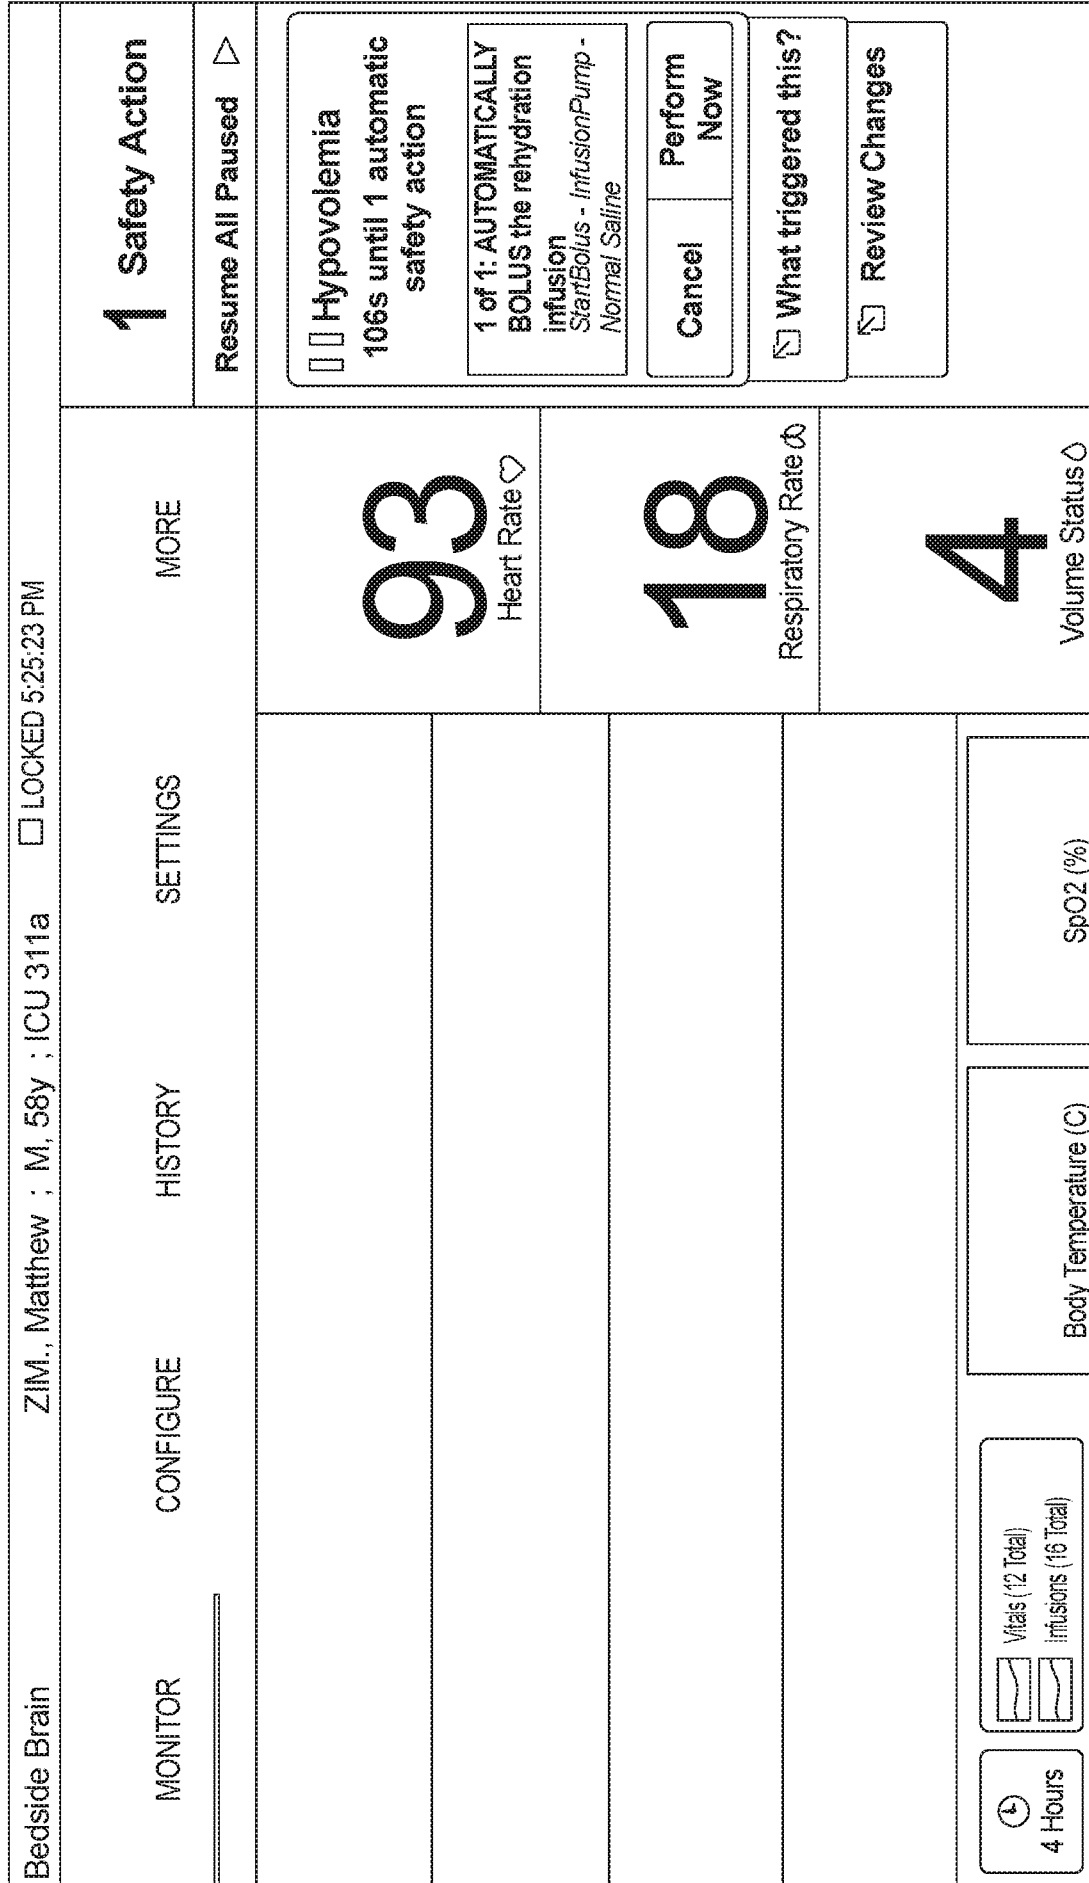 Bedside Brain
ZIM., Matthew ; M, 58y ; ICU 311a
LOCKED 5:25:23 PM
MONITOR
CONFIGURE
HISTORY
SETTINGS
MORE
1 Safety Action
Resume All Paused
Hypovolemia
106s until 1 automatic
safety action
1 of 1: AUTOMATICALLY
BOLUS the rehydration
infusion
StartBolus - InfusionPump -
Normal Saline
Cancel
Perform
Now
What triggered this?
Review Changes
93
Heart Rate
18
Respiratory Rate
4
Volume Status
4 Hours
Vitals (12 Total)
Infusions (16 Total)
Body Temperature (C)
SpO2 (%)